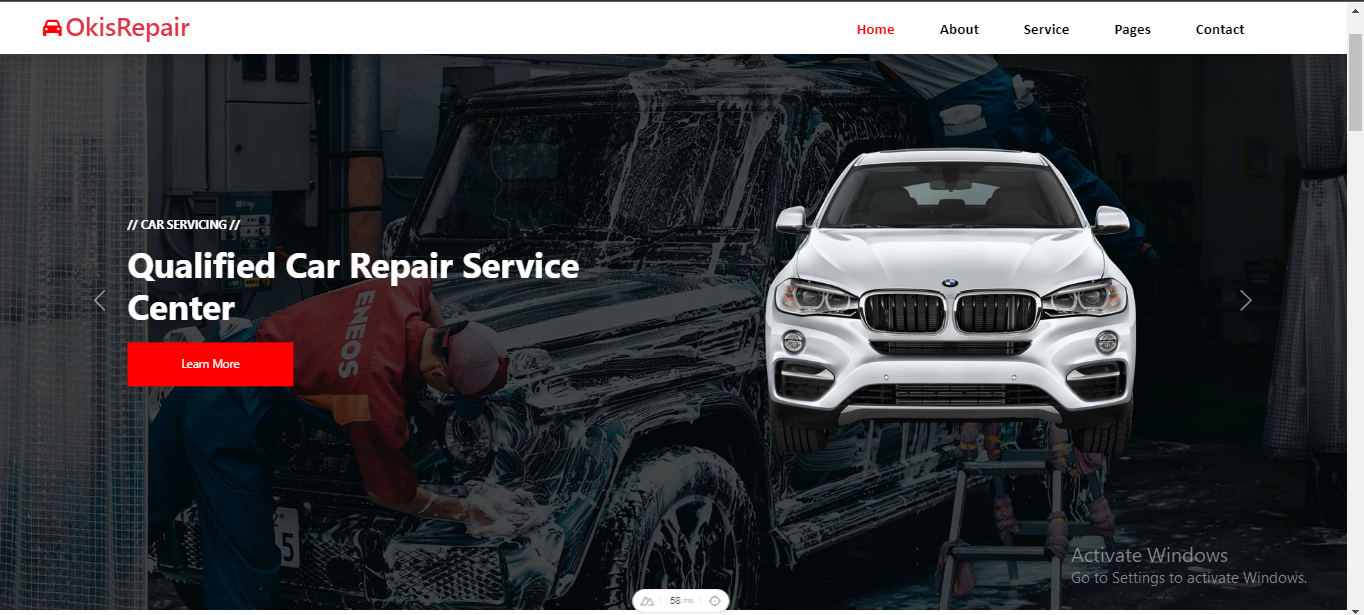 OkisRepair
Home About Service Pages Contact
// CAR SERVICING //
Qualified Car Repair Service
Center
Learn More
ENEOS
5
Activate Windows
Go to Settings to activate Windows.
58 ms